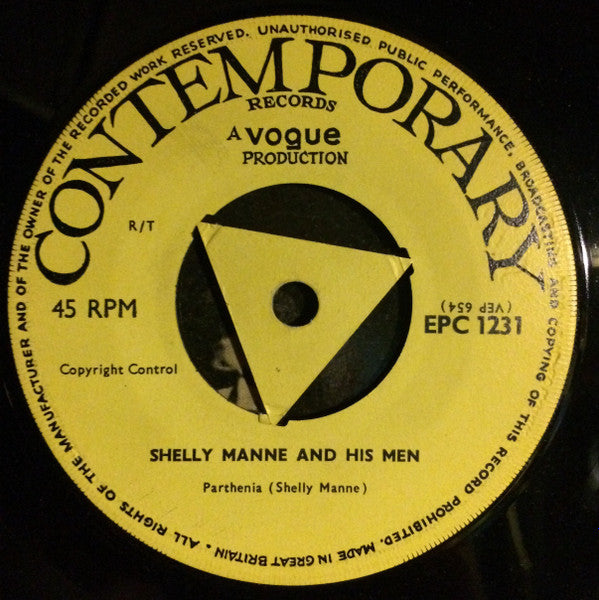 ALL RIGHTS OF THE MANUFACTURER AND OF THE OWNER OF THE RECORDED WORK RESERVED. UNAUTHORISED PUBLIC PERFORMANCE, BROADCASTING AND COPYING OF THIS RECORD PROHIBITED. MADE IN GREAT BRITAIN •
CONTEMPORARY
RECORDS
A vogue
PRODUCTION
R/T
45 RPM
(VEP 654)
EPC 1231
Copyright Control
SHELLY MANNE AND HIS MEN
Parthenia (Shelly Manne)